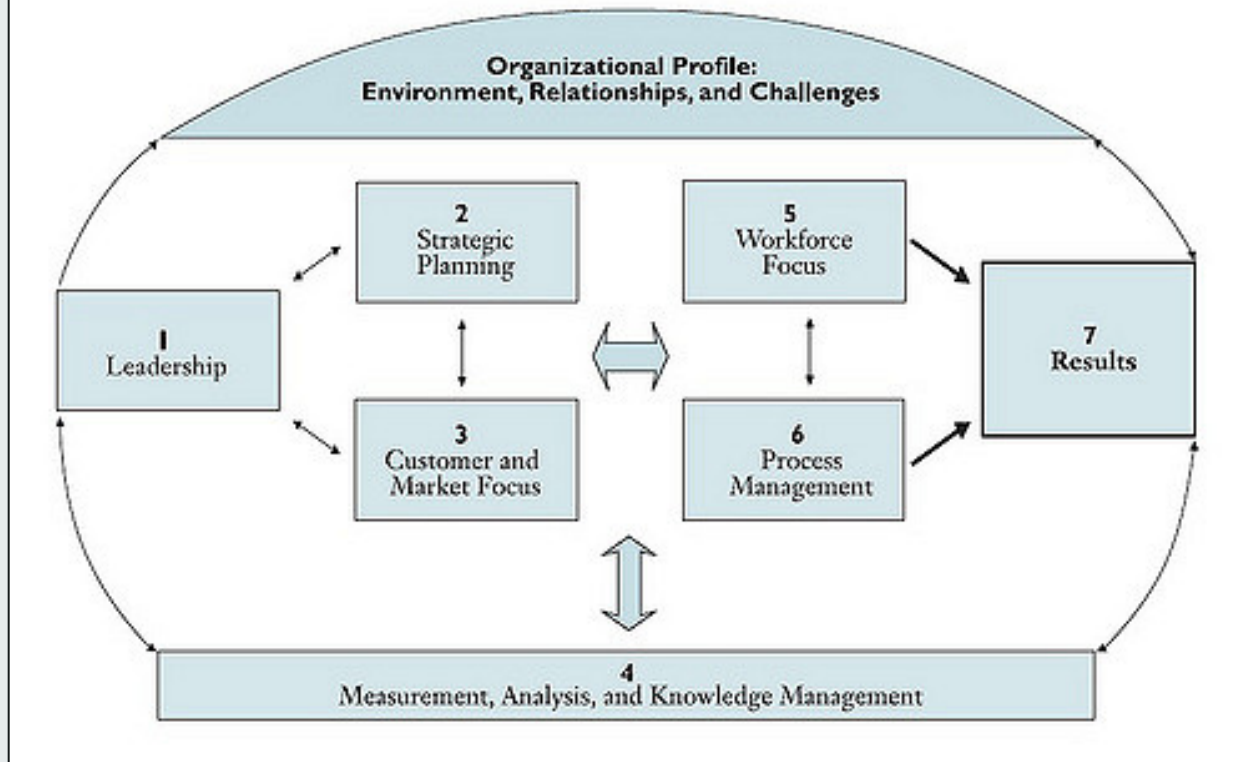 Organizational Profile:
Environment, Relationships, and Challenges
2
Strategic
Planning
5
Workforce
Focus
1
Leadership
7
Results
3
Customer and
Market Focus
6
Process
Management
4
Measurement, Analysis, and Knowledge Management